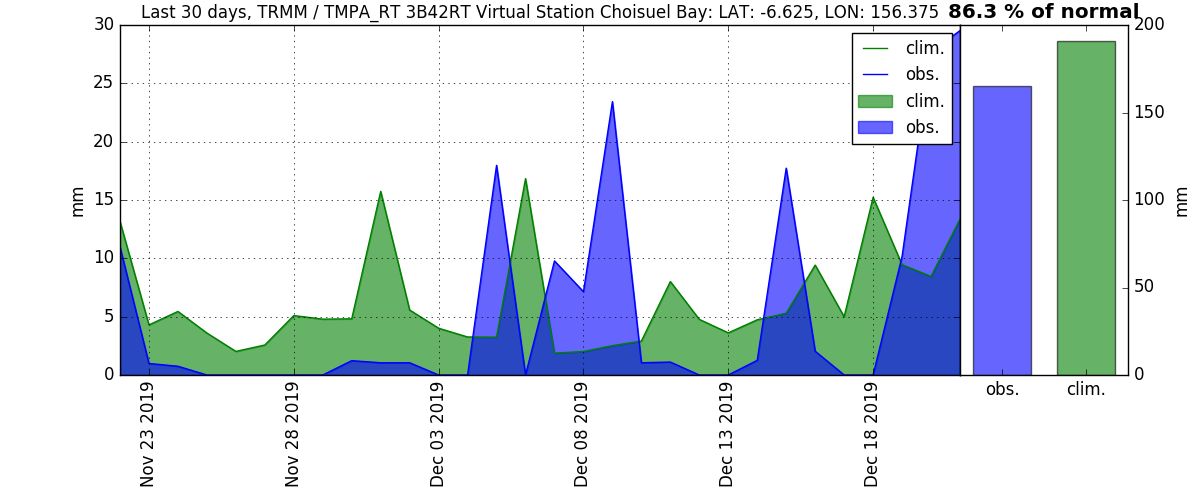 Last 30 days, TRMM / TMPA_RT 3B42RT Virtual Station Choisuel Bay: LAT: -6.625, LON: 156.375 86.3 % of normal
30
25
20
15
10
5
0
mm
clim.
obs.
clim.
obs.
200
150
100
50
0
mm
obs. clim.
Nov 23 2019
Nov 28 2019
Dec 03 2019
Dec 08 2019
Dec 13 2019
Dec 18 2019